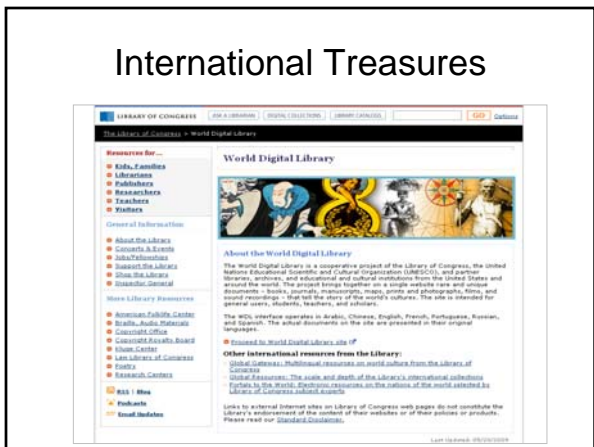 International Treasures
LIBRARY OF CONGRESS
ASK A LIBRARIAN
DIGITAL COLLECTIONS
LIBRARY CATALOGS
GO
Options
The Library of Congress > World Digital Library
Resources for...
Kids, Families
Librarians
Publishers
Researchers
Teachers
Visitors
General Information
About the Library
Concerts & Events
Jobs/Fellowships
Support the Library
Shop the Library
Inspector General
More Library Resources
American Folklife Center
Braille, Audio Materials
Copyright Office
Copyright Royalty Board
Kluge Center
Law Library of Congress
Poetry
Research Centers
RSS | Blog
Podcasts
Email Updates
World Digital Library
About the World Digital Library
The World Digital Library is a cooperative project of the Library of Congress, the United
Nations Educational Scientific and Cultural Organization (UNESCO), and partner
libraries, archives, and educational and cultural institutions from the United States and
around the world. The project brings together on a single website rare and unique
documents – books, journals, manuscripts, maps, prints and photographs, films, and
sound recordings – that tell the story of the world's cultures. The site is intended for
general users, students, teachers, and scholars.
The WDL interface operates in Arabic, Chinese, English, French, Portuguese, Russian,
and Spanish. The actual documents on the site are presented in their original
languages.
Proceed to World Digital Library site
Other international resources from the Library:
Global Gateway: Multilingual resources on world culture from the Library of
Congress
Global Resources: The scale and depth of the Library's international collections
Portals to the World: Electronic resources on the nations of the world selected by
Library of Congress subject experts
Links to external Internet sites on Library of Congress web pages do not constitute the
Library's endorsement of the content of their websites or of their policies or products.
Please read our Standard Disclaimer.